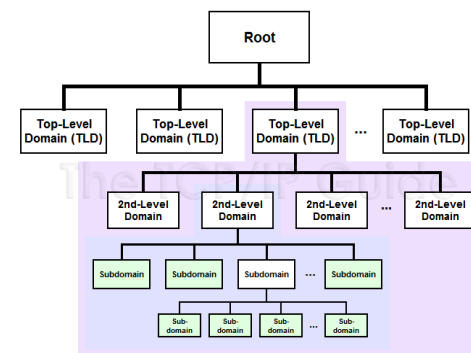 Root
Top-Level
Domain (TLD)
Top-Level
Domain (TLD)
Top-Level
Domain (TLD)
...
Top-Level
Domain (TLD)
The TCP/IP Guide
2nd-Level
Domain
2nd-Level
Domain
2nd-Level
Domain
...
2nd-Level
Domain
Subdomain
Subdomain
Subdomain
...
Subdomain
Sub-
domain
Sub-
domain
Sub-
domain
...
Sub-
domain